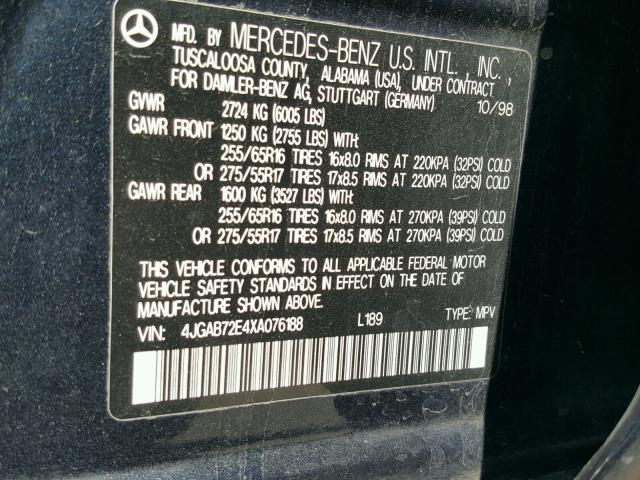 MFD. BY MERCEDES-BENZ U.S. INTL., INC.,
TUSCALOOSA COUNTY, ALABAMA (USA), UNDER CONTRACT
FOR DAIMLER-BENZ AG, STUTTGART (GERMANY) 10/98
GVWR 2724 KG (6005 LBS)
GAWR FRONT 1250 KG (2755 LBS) WITH:
255/65R16 TIRES 16x8.0 RIMS AT 220KPA (32PSI) COLD
OR 275/55R17 TIRES 17x8.5 RIMS AT 220KPA (32PSI) COLD
GAWR REAR 1600 KG (3527 LBS) WITH:
255/65R16 TIRES 16x8.0 RIMS AT 270KPA (39PSI) COLD
OR 275/55R17 TIRES 17x8.5 RIMS AT 270KPA (39PSI) COLD
THIS VEHICLE CONFORMS TO ALL APPLICABLE FEDERAL MOTOR
VEHICLE SAFETY STANDARDS IN EFFECT ON THE DATE OF
MANUFACTURE SHOWN ABOVE.
VIN: 4JGAB72E4XA076188 L189 TYPE: MPV